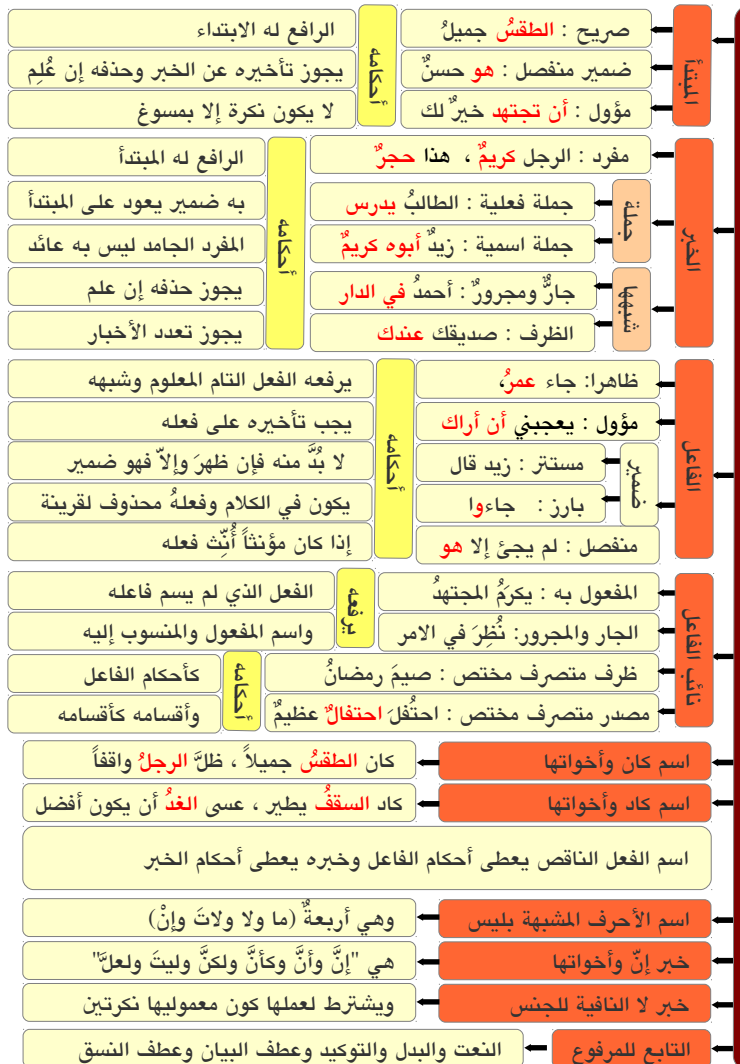 المبتدأ
صريح : الطقسُ جميلُ
ضمير منفصل : هو حسنٌ
مؤول : أن تجتهد خيرٌ لك
أحكامه
الرافع له الابتداء
يجوز تأخيره عن الخبر وحذفه إن عُلِم
لا يكون نكرة إلا بمسوغ
الخبر
مفرد : الرجل كريمٌ ، هذا حجرٌ
جملة
جملة فعلية : الطالبُ يدرس
جملة اسمية : زيدٌ أبوه كريمٌ
شبهها
جارٌّ ومجرورٌ : أحمدُ في الدار
الظرف : صديقك عندك
أحكامه
الرافع له المبتدأ
به ضمير يعود على المبتدأ
المفرد الجامد ليس به عائد
يجوز حذفه إن علم
يجوز تعدد الأخبار
الفاعل
ظاهرا: جاء عمرُ،
مؤول : يعجبني أن أراك
ضمير
مستتر : زيد قال
بارز : جاءوا
منفصل : لم يجئ إلا هو
أحكامه
يرفعه الفعل التام المعلوم وشبهه
يجب تأخيره على فعله
لا بُدَّ منه فإن ظهرَ وإلاّ فهو ضمير
يكون في الكلام وفعلهُ محذوف لقرينة
إذا كان مؤنثاً أُنِّث فعله
نائب الفاعل
المفعول به : يكرَمُ المجتهدُ
الجار والمجرور: نُظِرَ في الامر
ظرف متصرف مختص : صيمَ رمضانُ
مصدر متصرف مختص : احتُفلَ احتفالٌ عظيمٌ
يرفعه
الفعل الذي لم يسم فاعله
واسم المفعول والمنسوب إليه
أحكامه
كأحكام الفاعل
وأقسامه كأقسامه
اسم كان وأخواتها
كان الطقسُ جميلاً ، ظلَّ الرجلُ واقفاً
اسم كاد وأخواتها
كاد السقفُ يطير ، عسى الغدُ أن يكون أفضل
اسم الفعل الناقص يعطى أحكام الفاعل وخبره يعطى أحكام الخبر
اسم الأحرف المشبهة بليس
وهي أربعةٌ (ما ولا ولاتَ وإنْ)
خبر إنّ وأخواتها
هي "إنَّ وأنَّ وكأنَّ ولكنَّ وليتَ ولعلَّ"
خبر لا النافية للجنس
ويشترط لعملها كون معموليها نكرتين
التابع للمرفوع
النعت والبدل والتوكيد وعطف البيان وعطف النسق